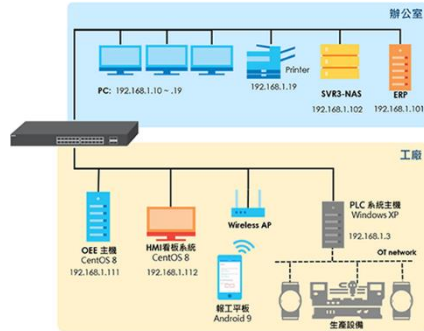 辦公室
PC: 192.168.1.10 ~ .19
Printer
192.168.1.19
SVR3-NAS
192.168.1.102
ERP
192.168.1.101
工廠
OEE 主機
CentOS 8
192.168.1.111
HMI看板系統
CentOS 8
192.168.1.112
Wireless AP
報工平板
Android 9
PLC 系統主機
Windows XP
192.168.1.3
OT network
生產設備